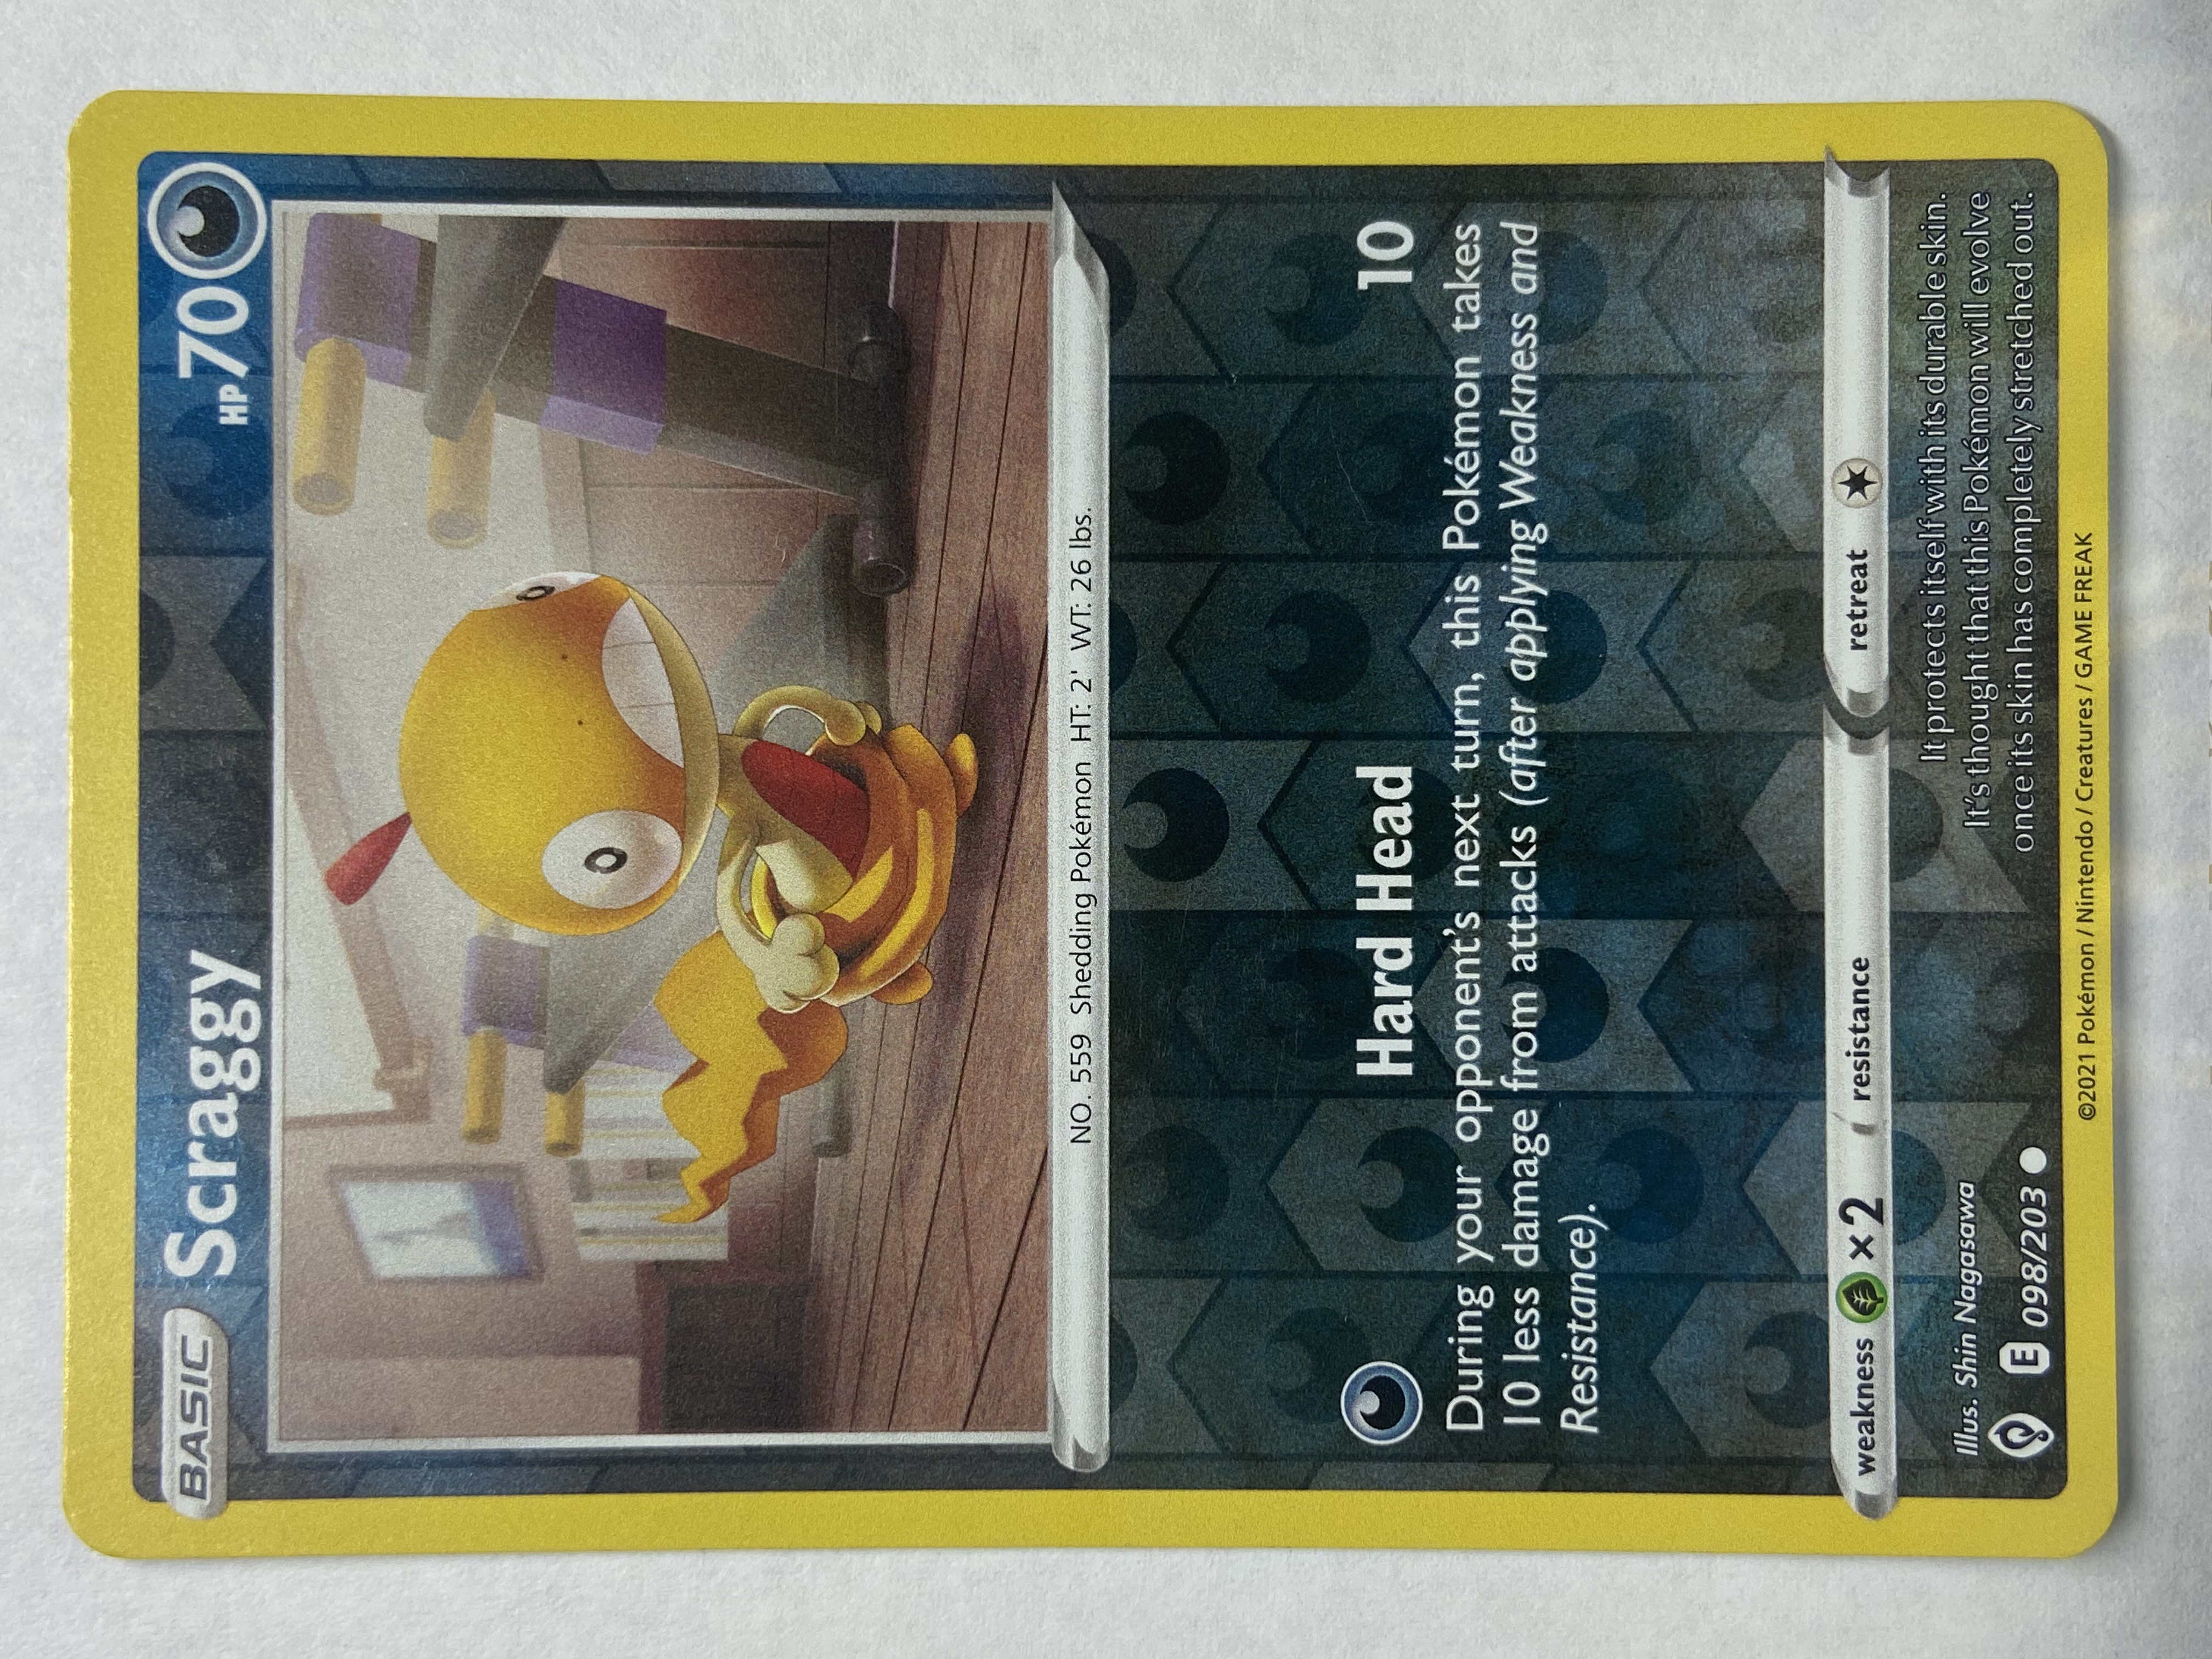 BASIC Scraggy HP 70
NO. 559 Shedding Pokémon HT: 2' WT: 26 lbs.
Hard Head 10
During your opponent's next turn, this Pokémon takes
10 less damage from attacks (after applying Weakness and
Resistance).
weakness ×2 resistance retreat
It protects itself with its durable skin.
It's thought that this Pokémon will evolve
once its skin has completely stretched out.
Illus. Shin Nagasawa
E 098/203
©2021 Pokémon / Nintendo / Creatures / GAME FREAK